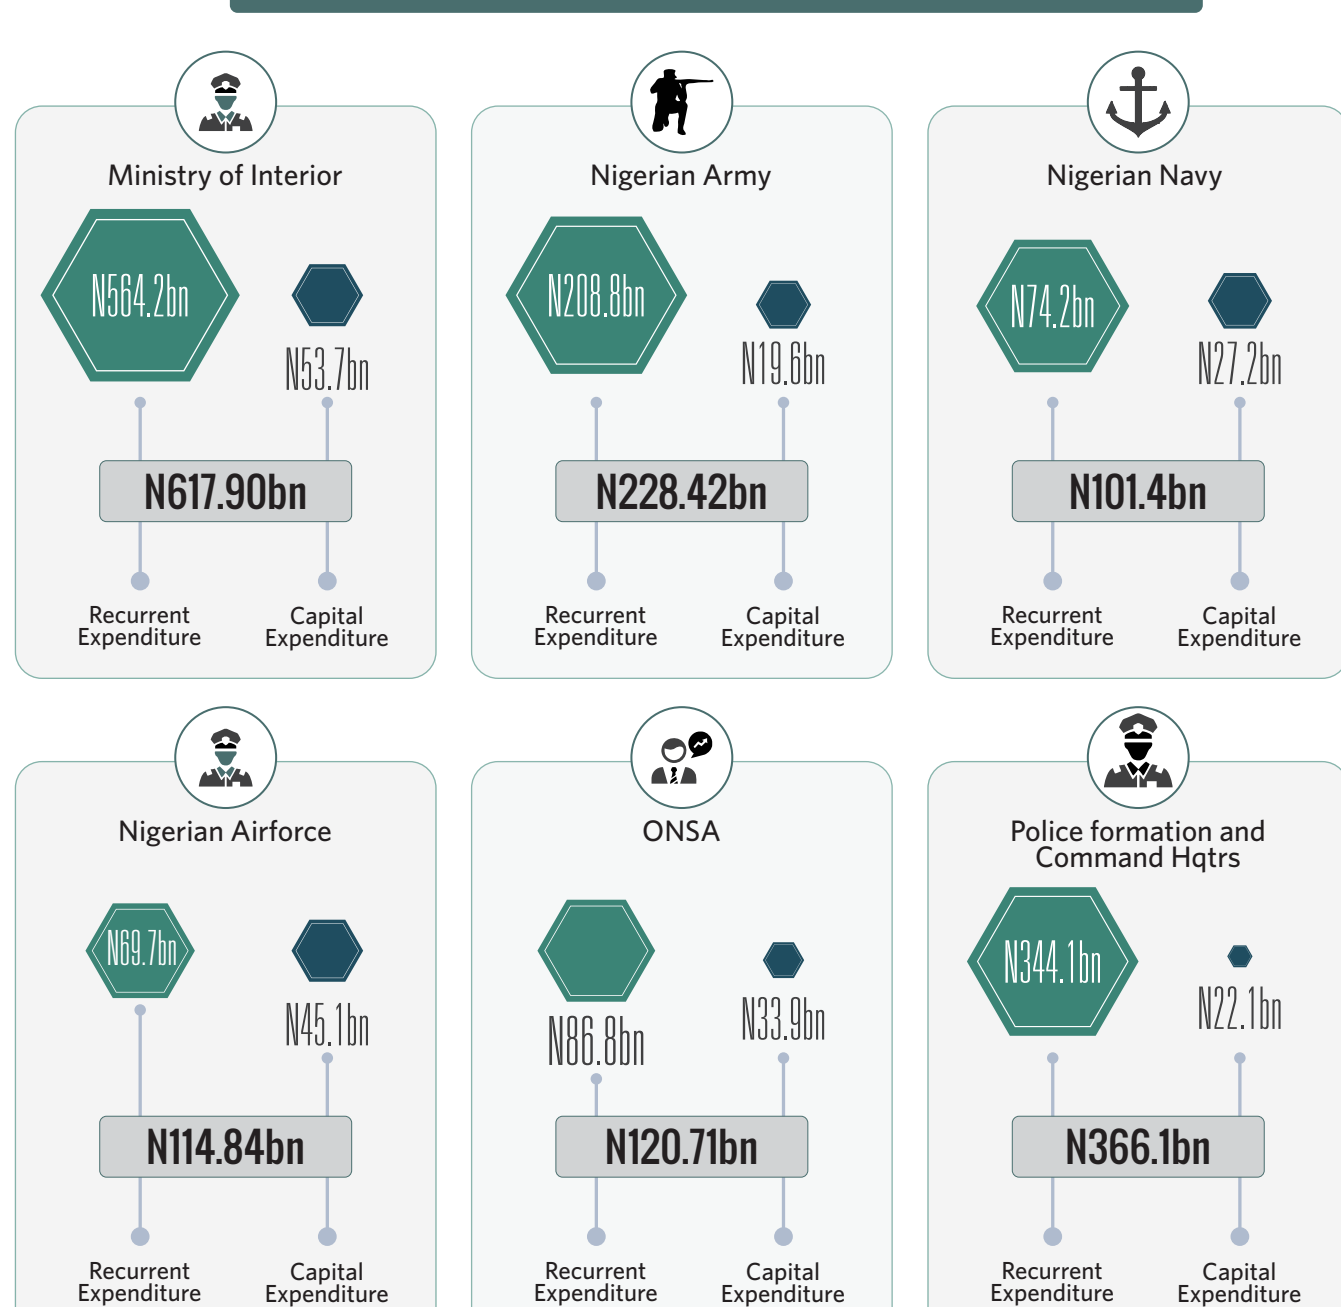 Ministry of Interior
N564.2bn
N53.7bn
N617.90bn
Recurrent
Expenditure
Capital
Expenditure
Nigerian Army
N208.8bn
N19.6bn
N228.42bn
Recurrent
Expenditure
Capital
Expenditure
Nigerian Navy
N74.2bn
N27.2bn
N101.4bn
Recurrent
Expenditure
Capital
Expenditure
Nigerian Airforce
N69.7bn
N45.1bn
N114.84bn
Recurrent
Expenditure
Capital
Expenditure
ONSA
N86.8bn
N33.9bn
N120.71bn
Recurrent
Expenditure
Capital
Expenditure
Police formation and
Command Hqtrs
N344.1bn
N22.1bn
N366.1bn
Recurrent
Expenditure
Capital
Expenditure